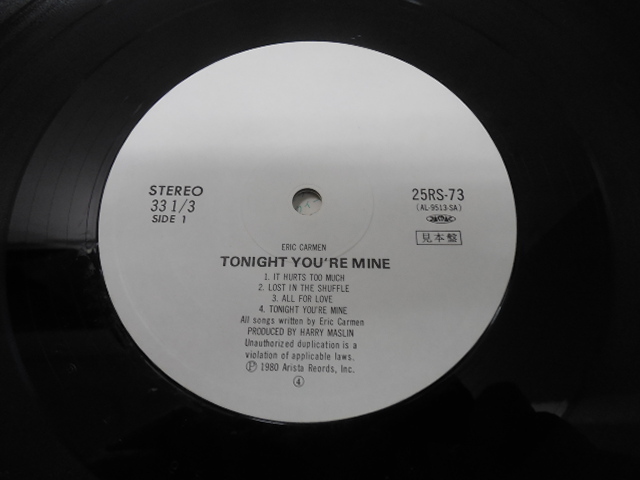 STEREO
33 1/3
SIDE 1
25RS-73
(AL-9513-SA)
見本盤
ERIC CARMEN
TONIGHT YOU'RE MINE
1. IT HURTS TOO MUCH
2. LOST IN THE SHUFFLE
3. ALL FOR LOVE
4. TONIGHT YOU'RE MINE
All songs written by Eric Carmen
PRODUCED BY HARRY MASLIN
Unauthorized duplication is a
violation of applicable laws.
Ⓟ 1980 Arista Records, Inc.
④